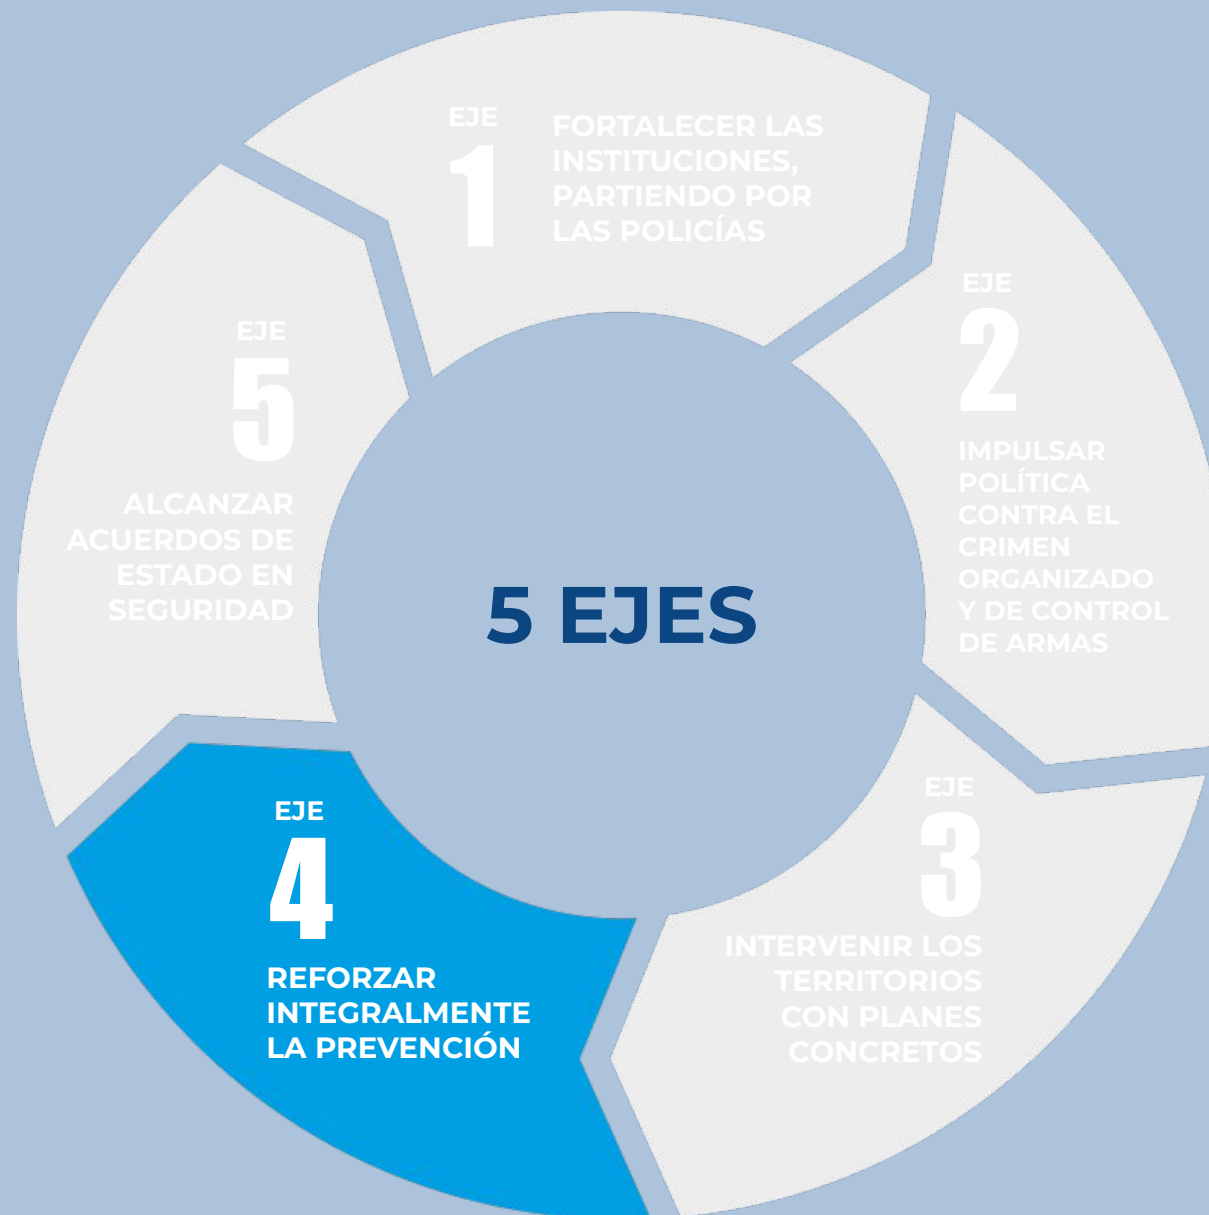 EJE
1
FORTALECER LAS
INSTITUCIONES,
PARTIENDO POR
LAS POLICÍAS
EJE
2
IMPULSAR
POLÍTICA
CONTRA EL
CRIMEN
ORGANIZADO
Y DE CONTROL
DE ARMAS
EJE
3
INTERVENIR LOS
TERRITORIOS
CON PLANES
CONCRETOS
EJE
4
REFORZAR
INTEGRALMENTE
LA PREVENCIÓN
EJE
5
ALCANZAR
ACUERDOS DE
ESTADO EN
SEGURIDAD
5 EJES